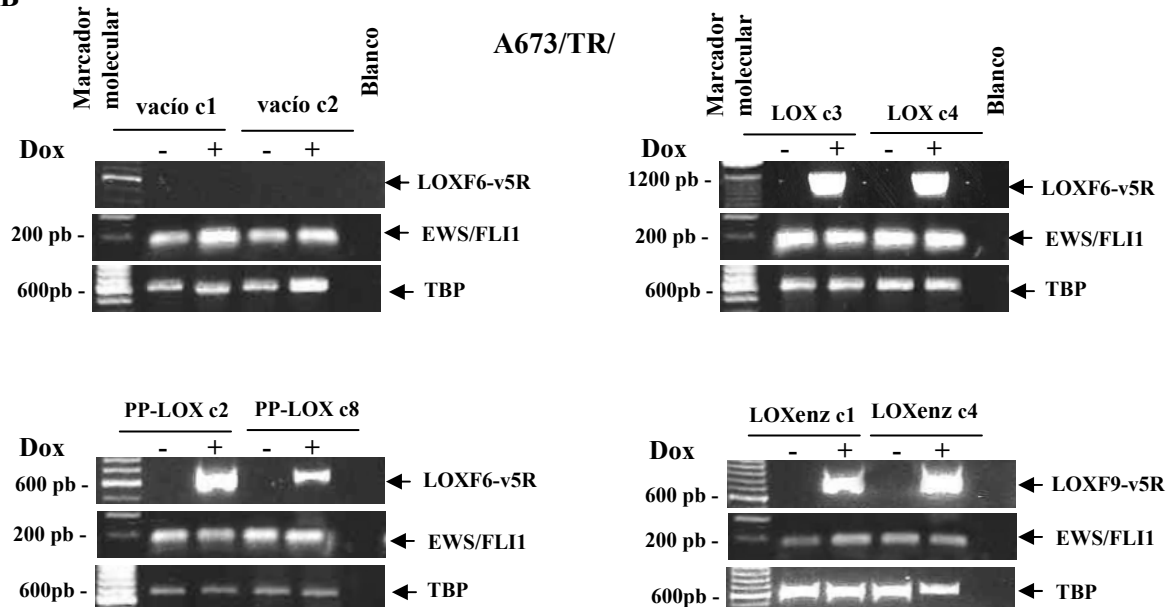 B
A673/TR/
Marcador molecular
vacío c1 vacío c2
Blanco
Dox - + - +
LOXF6-v5R
200 pb - EWS/FLI1
600pb - TBP
Marcador molecular
LOX c3 LOX c4
Blanco
Dox - + - +
1200 pb - LOXF6-v5R
200 pb - EWS/FLI1
600pb - TBP
PP-LOX c2 PP-LOX c8
Dox - + - +
600 pb - LOXF6-v5R
200 pb - EWS/FLI1
600pb - TBP
LOXenz c1 LOXenz c4
Dox - + - +
600 pb - LOXF9-v5R
200 pb - EWS/FLI1
600pb - TBP